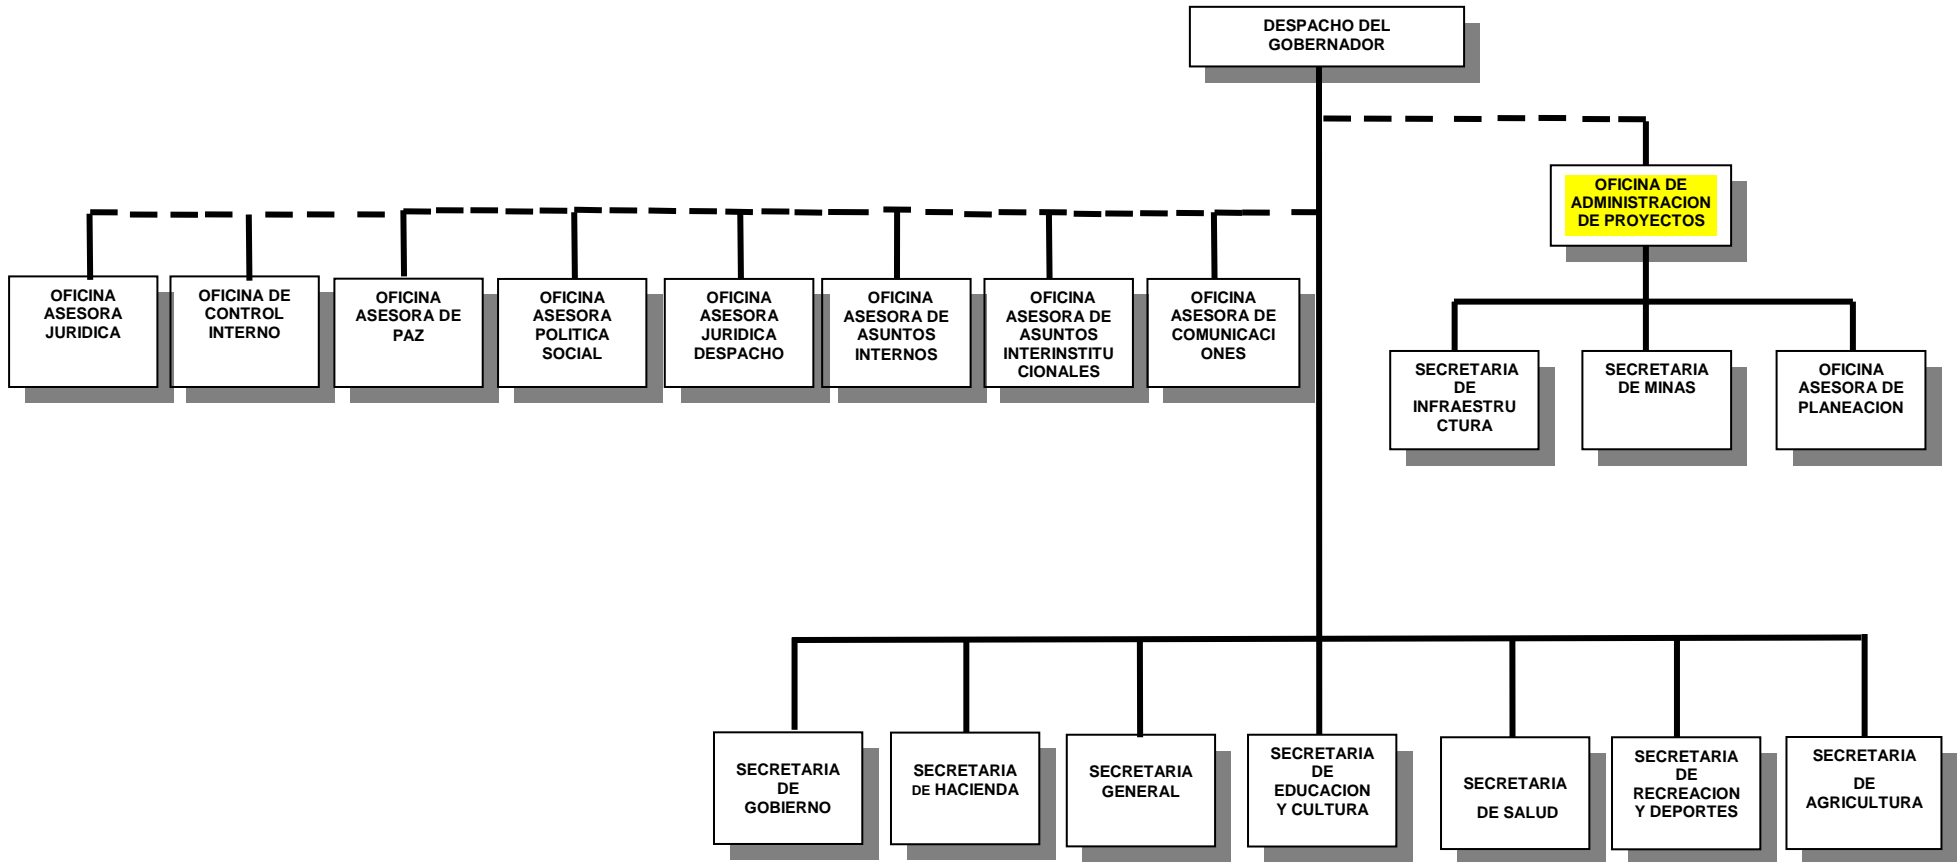 DESPACHO DEL
GOBERNADOR
OFICINA DE
ADMINISTRACION
DE PROYECTOS
OFICINA
ASESORA
JURIDICA
OFICINA DE
CONTROL
INTERNO
OFICINA
ASESORA DE
PAZ
OFICINA
ASESORA
POLITICA
SOCIAL
OFICINA
ASESORA
JURIDICA
DESPACHO
OFICINA
ASESORA DE
ASUNTOS
INTERNOS
OFICINA
ASESORA DE
ASUNTOS
INTERINSTITU
CIONALES
OFICINA
ASESORA DE
COMUNICACI
ONES
SECRETARIA
DE
INFRAESTRU
CTURA
SECRETARIA
DE MINAS
OFICINA
ASESORA DE
PLANEACION
SECRETARIA
DE
GOBIERNO
SECRETARIA
DE HACIENDA
SECRETARIA
GENERAL
SECRETARIA
DE
EDUCACION
Y CULTURA
SECRETARIA
DE SALUD
SECRETARIA
DE
RECREACION
Y DEPORTES
SECRETARIA
DE
AGRICULTURA